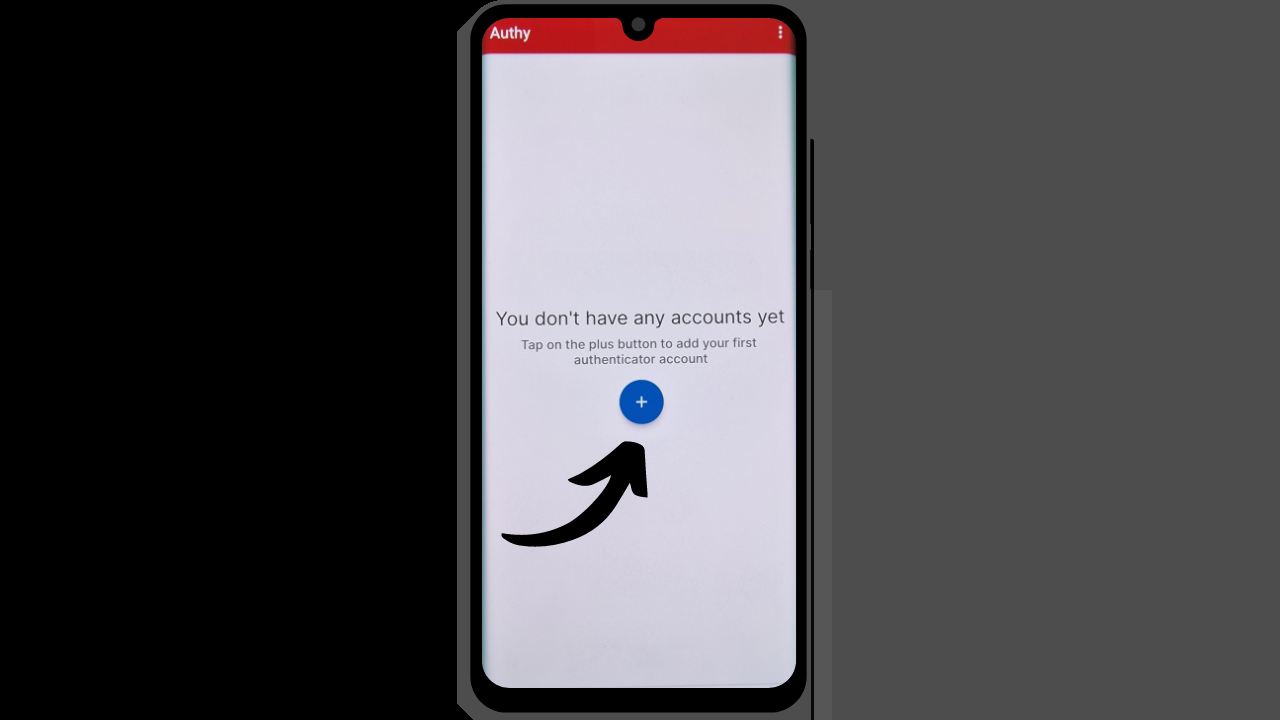 Authy
You don't have any accounts yet
Tap on the plus button to add your first
authenticator account